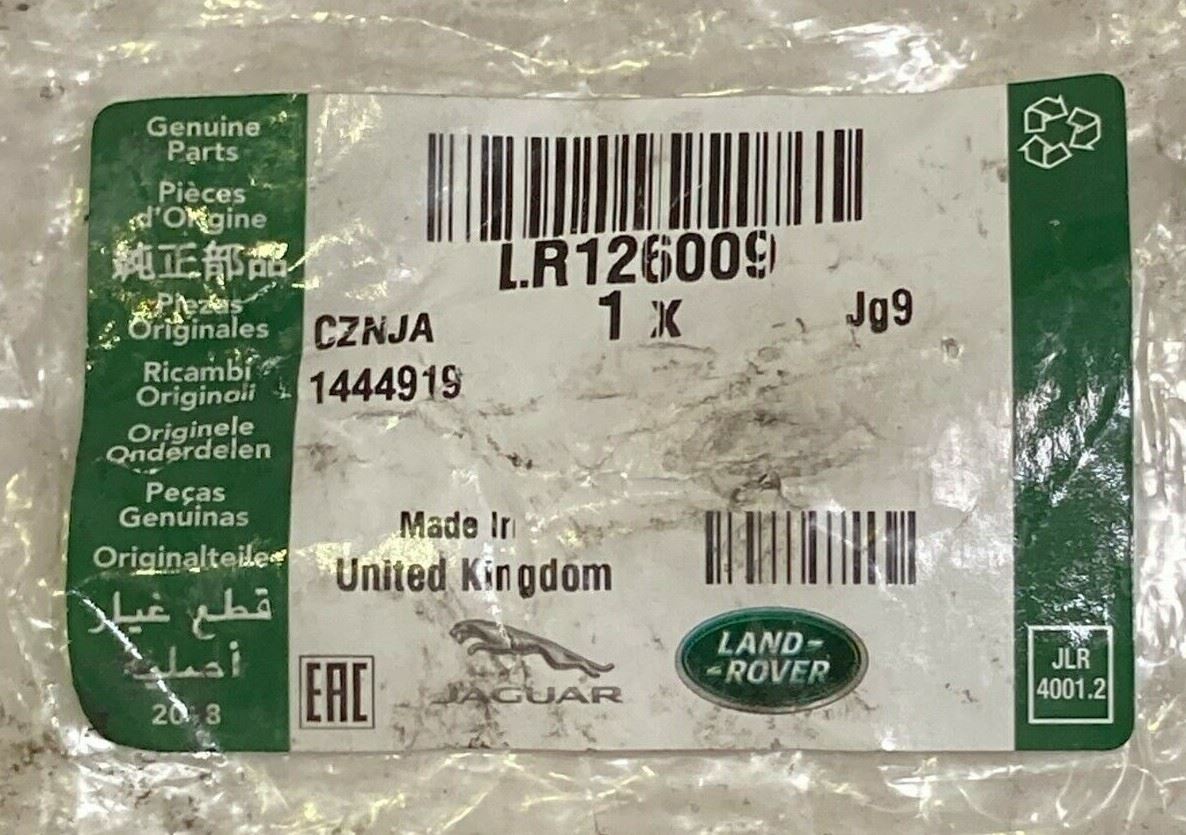 Genuine
Parts
Pièces
d'Origine
純正部品
Piezas
Originales
Ricambi
Originali
Originele
Onderdelen
Peças
Genuinas
Originalteile
قطع غيار
أصلية
LR126009
1 x
Jg9
CZNJA
1444919
Made In
United Kingdom
EAC
JAGUAR
LAND-
-ROVER
JLR
4001.2